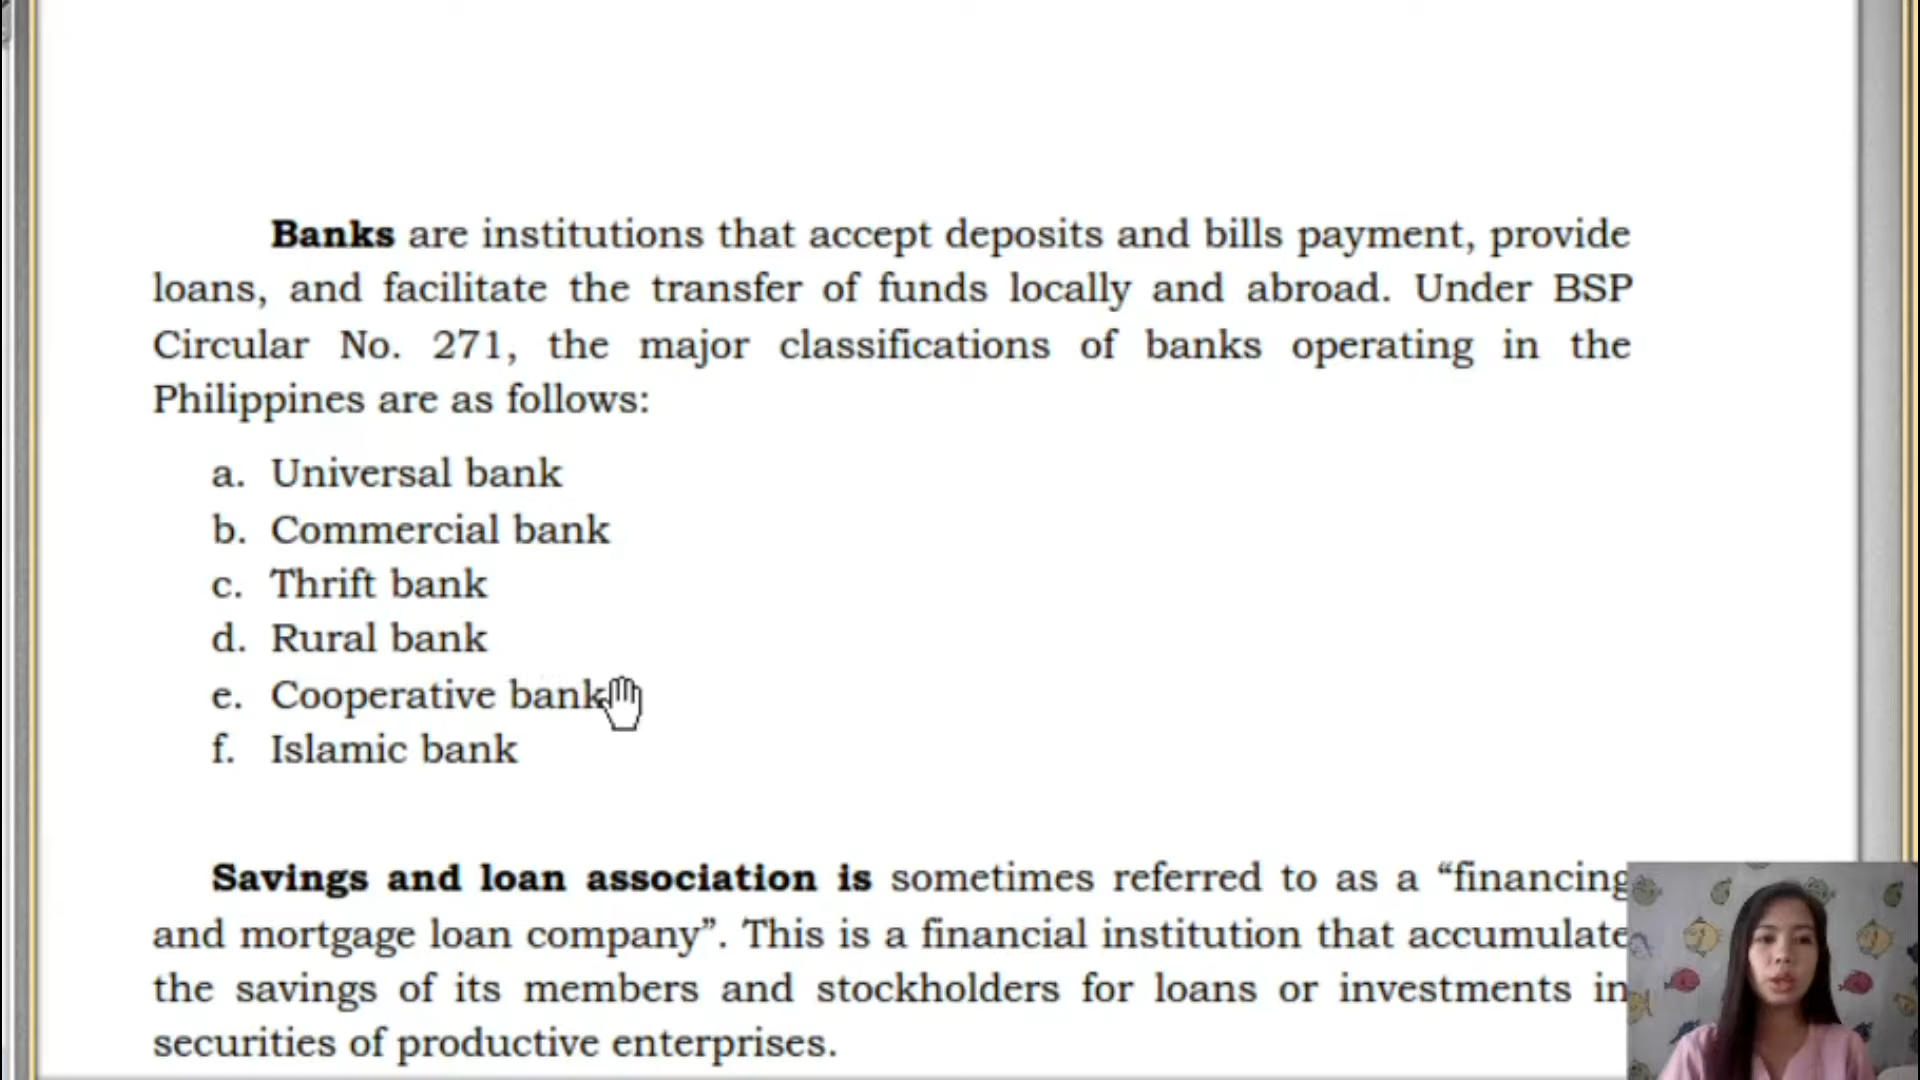 Banks are institutions that accept deposits and bills payment, provide
loans, and facilitate the transfer of funds locally and abroad. Under BSP
Circular No. 271, the major classifications of banks operating in the
Philippines are as follows:
a. Universal bank
b. Commercial bank
c. Thrift bank
d. Rural bank
e. Cooperative bank
f. Islamic bank
Savings and loan association is sometimes referred to as a “financing
and mortgage loan company”. This is a financial institution that accumulate
the savings of its members and stockholders for loans or investments in
securities of productive enterprises.